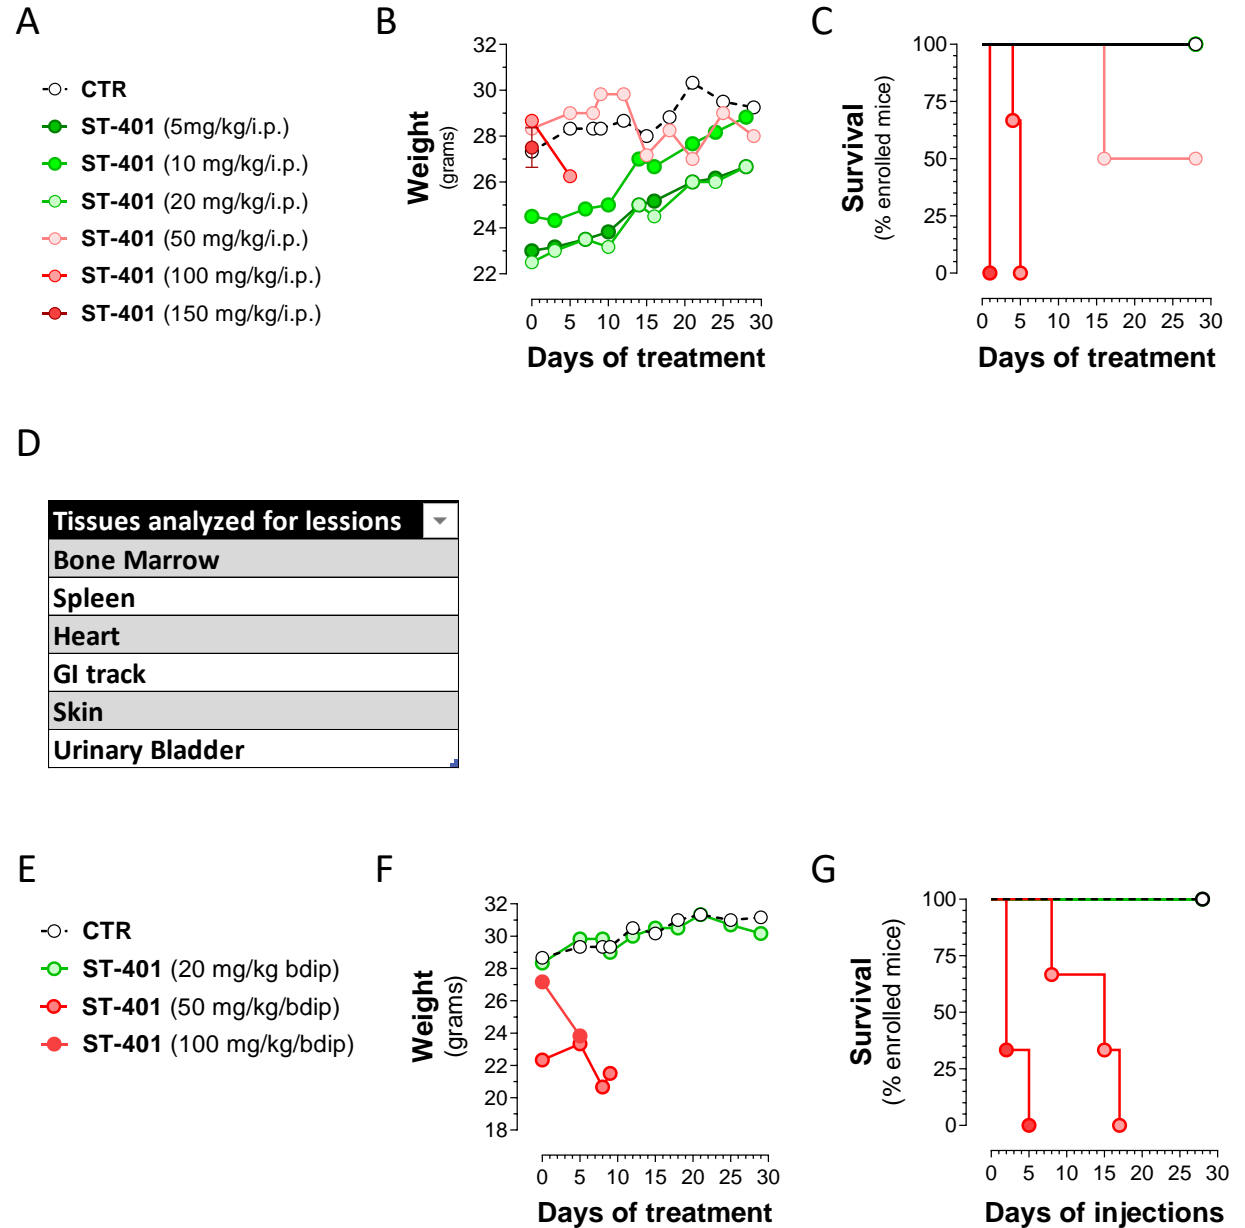 A
CTR
ST-401 (5mg/kg/i.p.)
ST-401 (10 mg/kg/i.p.)
ST-401 (20 mg/kg/i.p.)
ST-401 (50 mg/kg/i.p.)
ST-401 (100 mg/kg/i.p.)
ST-401 (150 mg/kg/i.p.)
B
Weight
(grams)
32
30
28
26
24
22
0 5 10 15 20 25 30
Days of treatment
C
Survival
(% enrolled mice)
100
75
50
25
0
0 5 10 15 20 25 30
Days of treatment
D
Tissues analyzed for lessions
Bone Marrow
Spleen
Heart
GI track
Skin
Urinary Bladder
E
CTR
ST-401 (20 mg/kg bdip)
ST-401 (50 mg/kg/bdip)
ST-401 (100 mg/kg/bdip)
F
Weight
(grams)
32
30
28
26
24
22
20
18
0 5 10 15 20 25 30
Days of treatment
G
Survival
(% enrolled mice)
100
75
50
25
0
0 5 10 15 20 25 30
Days of injections